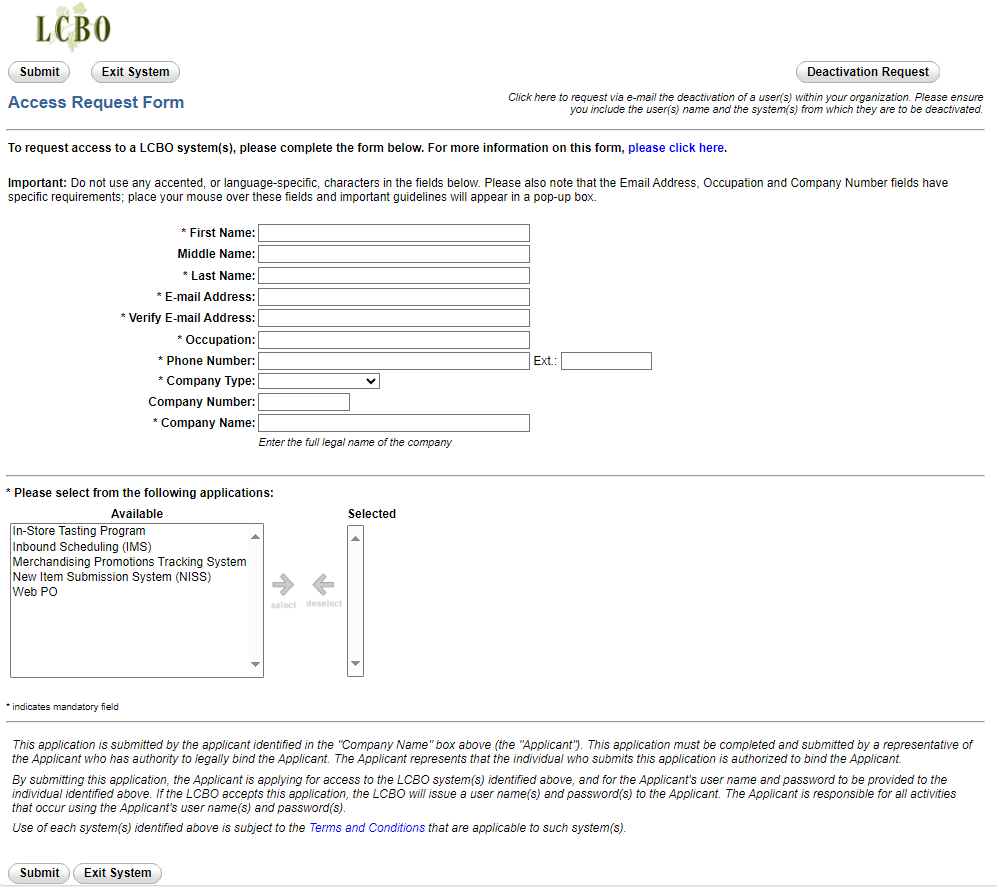 LCBO
Submit Exit System Deactivation Request
Access Request Form
Click here to request via e-mail the deactivation of a user(s) within your organization. Please ensure
you include the user(s) name and the system(s) from which they are to be deactivated.
To request access to a LCBO system(s), please complete the form below. For more information on this form, please click here.
Important: Do not use any accented, or language-specific, characters in the fields below. Please also note that the Email Address, Occupation and Company Number fields have
specific requirements; place your mouse over these fields and important guidelines will appear in a pop-up box.
* First Name:
Middle Name:
* Last Name:
* E-mail Address:
* Verify E-mail Address:
* Occupation:
* Phone Number: Ext.:
* Company Type:
Company Number:
* Company Name:
Enter the full legal name of the company
* Please select from the following applications:
Available Selected
In-Store Tasting Program
Inbound Scheduling (IMS)
Merchandising Promotions Tracking System
New Item Submission System (NISS)
Web PO
select deselect
* indicates mandatory field
This application is submitted by the applicant identified in the "Company Name" box above (the "Applicant"). This application must be completed and submitted by a representative of
the Applicant who has authority to legally bind the Applicant. The Applicant represents that the individual who submits this application is authorized to bind the Applicant.
By submitting this application, the Applicant is applying for access to the LCBO system(s) identified above, and for the Applicant's user name and password to be provided to the
individual identified above. If the LCBO accepts this application, the LCBO will issue a user name(s) and password(s) to the Applicant. The Applicant is responsible for all activities
that occur using the Applicant's user name(s) and password(s).
Use of each system(s) identified above is subject to the Terms and Conditions that are applicable to such system(s).
Submit Exit System